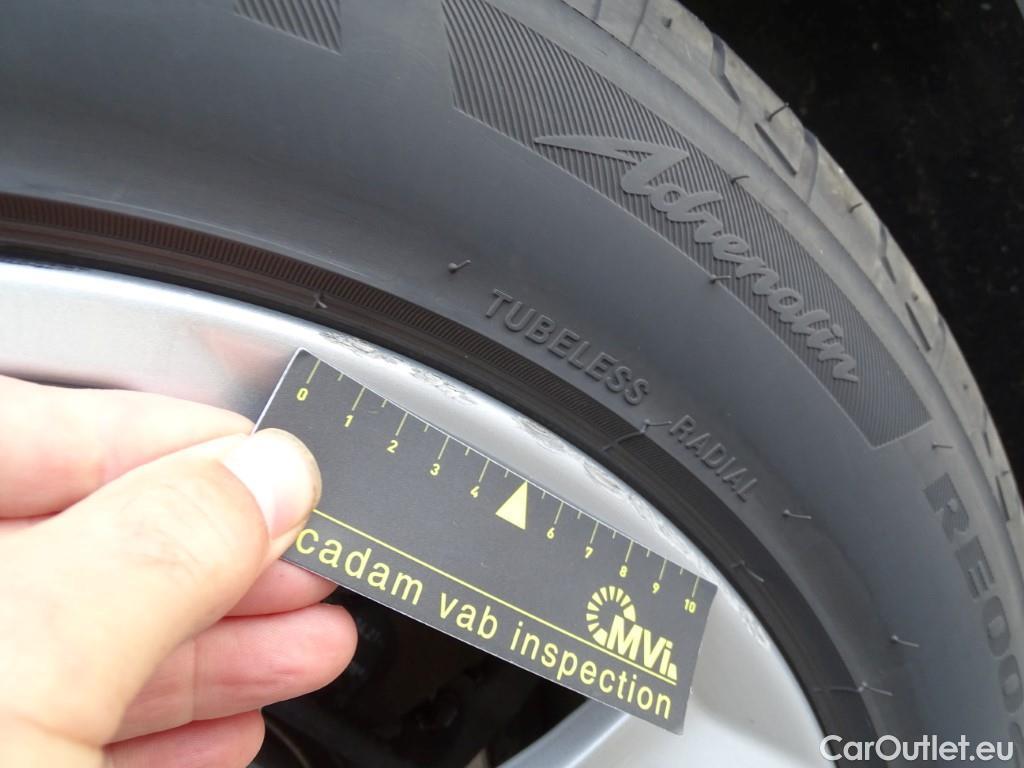 Adrenalin
TUBELESS RADIAL
RE00
0 1 2 3 4 6 7 8 9 10
MVi
cadam vab inspection
CarOutlet.eu